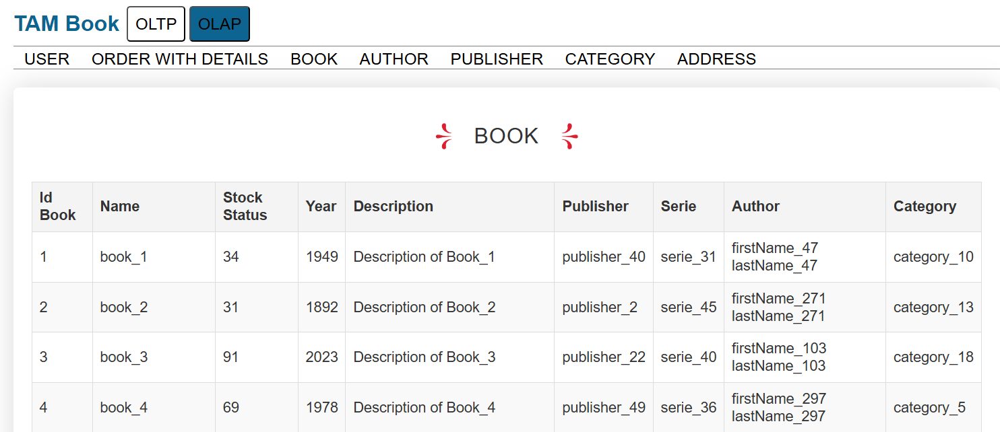 TAM Book OLTP OLAP
USER ORDER WITH DETAILS BOOK AUTHOR PUBLISHER CATEGORY ADDRESS
BOOK
Id Book Name Stock Status Year Description Publisher Serie Author Category
1 book_1 34 1949 Description of Book_1 publisher_40 serie_31 firstName_47 lastName_47 category_10
2 book_2 31 1892 Description of Book_2 publisher_2 serie_45 firstName_271 lastName_271 category_13
3 book_3 91 2023 Description of Book_3 publisher_22 serie_40 firstName_103 lastName_103 category_18
4 book_4 69 1978 Description of Book_4 publisher_49 serie_36 firstName_297 lastName_297 category_5